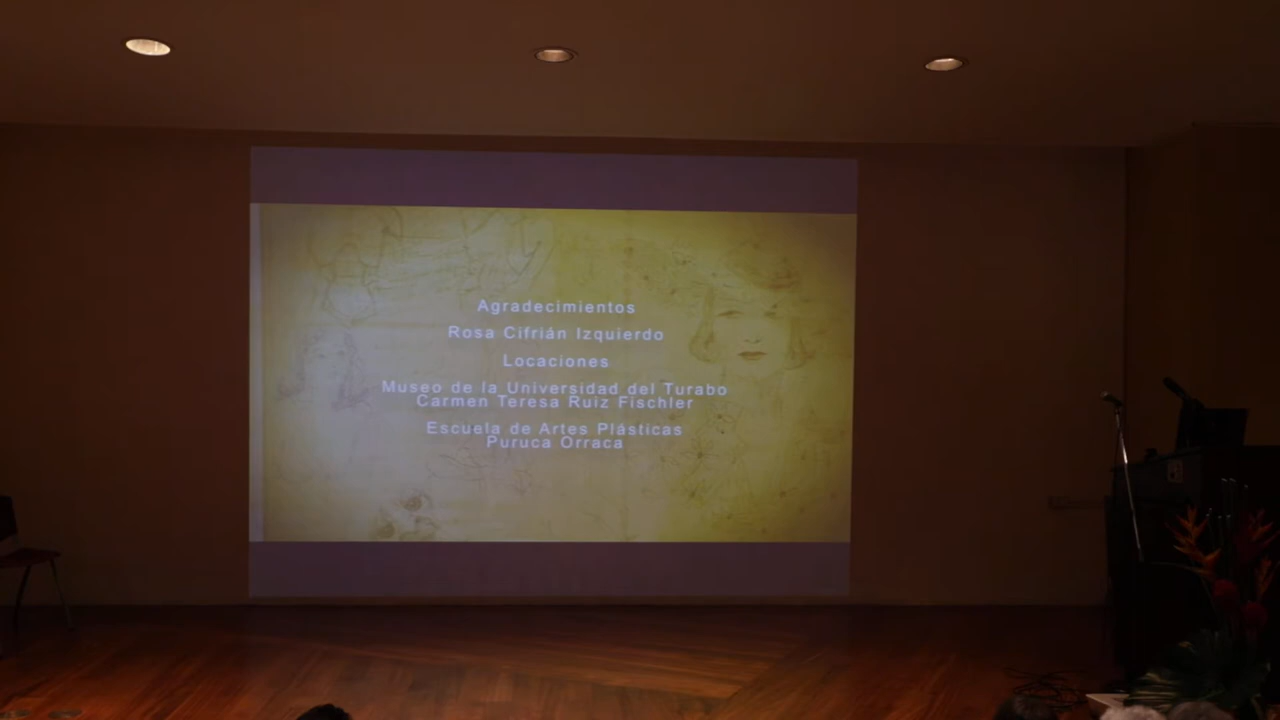 Agradecimientos
Rosa Cifrián Izquierdo
Locaciones
Museo de la Universidad del Turabo
Carmen Teresa Ruiz Fischler
Escuela de Artes Plásticas
Puruca Orraca